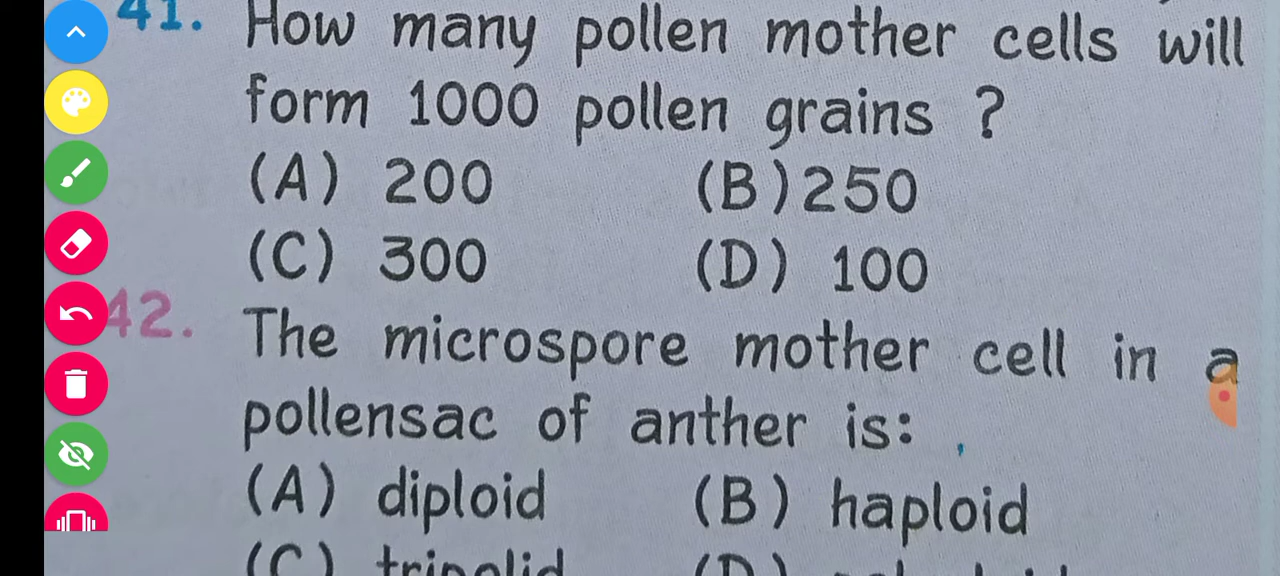 41. How many pollen mother cells will
form 1000 pollen grains ?
(A) 200 (B) 250
(C) 300 (D) 100
42. The microspore mother cell in a
pollensac of anther is:
(A) diploid (B) haploid
(C) tripolid (D)